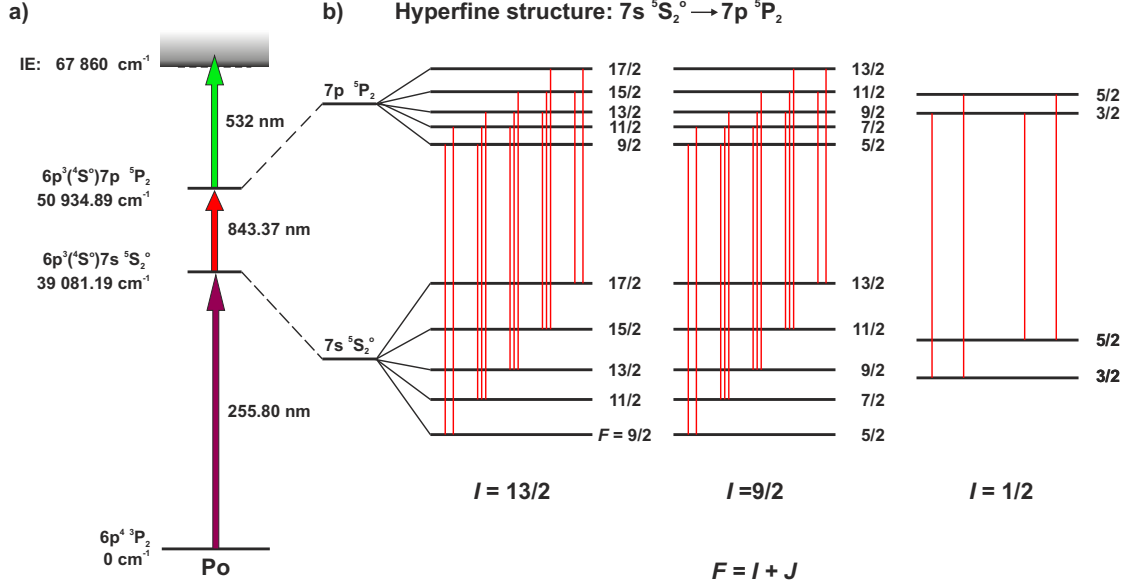 a)
IE: 67 860 cm⁻¹
532 nm
6p³(⁴S°)7p ⁵P₂
50 934.89 cm⁻¹
843.37 nm
6p³(⁴S°)7s ⁵S₂°
39 081.19 cm⁻¹
255.80 nm
6p⁴ ³P₂
0 cm⁻¹
Po
b) Hyperfine structure: 7s ⁵S₂° → 7p ⁵P₂
7p ⁵P₂
7s ⁵S₂°
17/2
15/2
13/2
11/2
9/2
17/2
15/2
13/2
11/2
F = 9/2
I = 13/2
13/2
11/2
9/2
7/2
5/2
13/2
11/2
9/2
7/2
5/2
I =9/2
5/2
3/2
5/2
3/2
I = 1/2
F = I + J